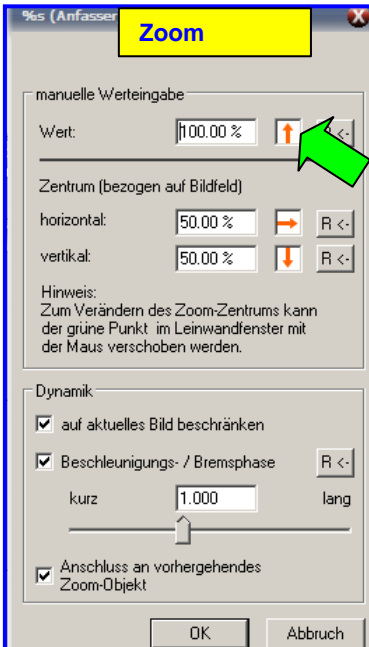 %s (Anfasser
Zoom
manuelle Werteingabe
Wert: 100.00 % R <-
Zentrum (bezogen auf Bildfeld)
horizontal: 50.00 % R <-
vertikal: 50.00 % R <-
Hinweis:
Zum Verändern des Zoom-Zentrums kann
der grüne Punkt im Leinwandfenster mit
der Maus verschoben werden.
Dynamik
auf aktuelles Bild beschränken
Beschleunigungs- / Bremsphase R <-
kurz 1.000 lang
Anschluss an vorhergehendes
Zoom-Objekt
OK Abbruch